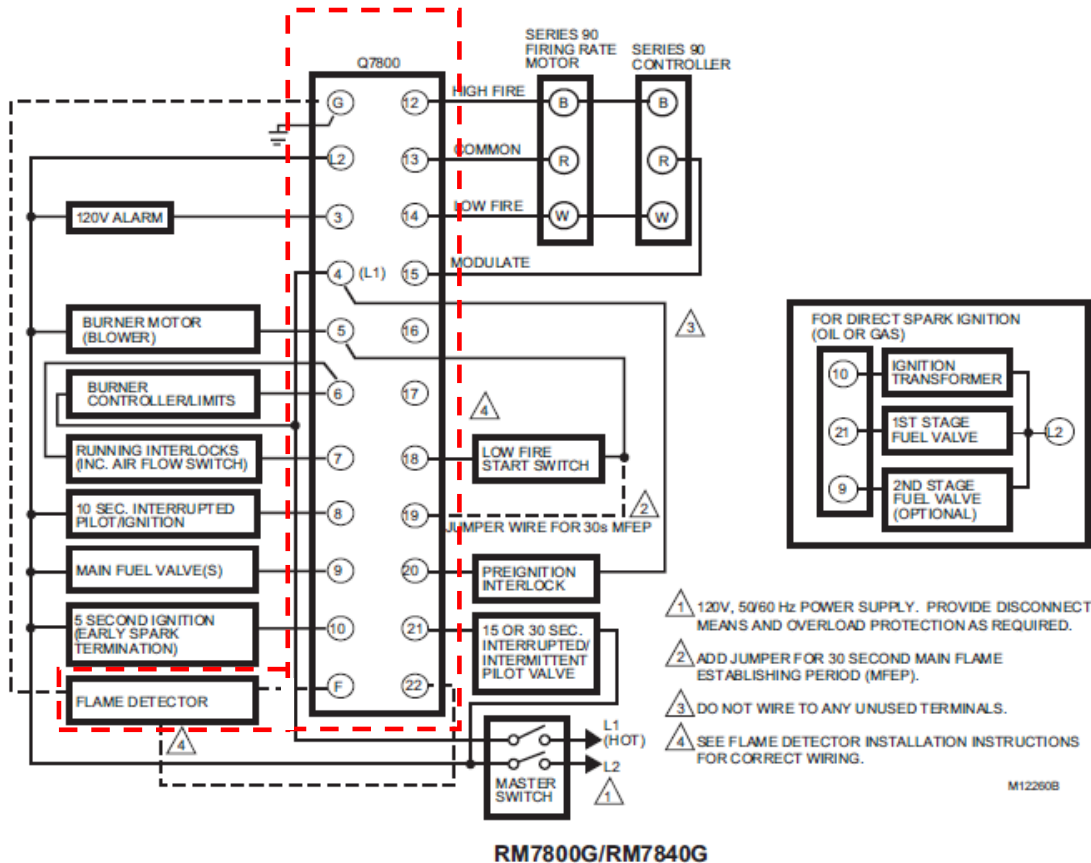 Q7800
SERIES 90
FIRING RATE
MOTOR
SERIES 90
CONTROLLER
G
12
HIGH FIRE
B
B
L2
13
COMMON
R
R
120V ALARM
3
14
LOW FIRE
W
W
4
(L1)
15
MODULATE
3
BURNER MOTOR
(BLOWER)
5
16
BURNER
CONTROLLER/LIMITS
6
17
4
RUNNING INTERLOCKS
(INC. AIR FLOW SWITCH)
7
18
LOW FIRE
START SWITCH
10 SEC. INTERRUPTED
PILOT/IGNITION
8
19
2
JUMPER WIRE FOR 30s MFEP
MAIN FUEL VALVE(S)
9
20
PREIGNITION
INTERLOCK
5 SECOND IGNITION
(EARLY SPARK
TERMINATION)
10
21
15 OR 30 SEC.
INTERRUPTED/
INTERMITTENT
PILOT VALVE
FLAME DETECTOR
F
22
4
L1
(HOT)
L2
MASTER
SWITCH
1
FOR DIRECT SPARK IGNITION
(OIL OR GAS)
10
IGNITION
TRANSFORMER
21
1ST STAGE
FUEL VALVE
L2
9
2ND STAGE
FUEL VALVE
(OPTIONAL)
1 120V, 50/60 Hz POWER SUPPLY. PROVIDE DISCONNECT
MEANS AND OVERLOAD PROTECTION AS REQUIRED.
2 ADD JUMPER FOR 30 SECOND MAIN FLAME
ESTABLISHING PERIOD (MFEP).
3 DO NOT WIRE TO ANY UNUSED TERMINALS.
4 SEE FLAME DETECTOR INSTALLATION INSTRUCTIONS
FOR CORRECT WIRING.
M12260B
RM7800G/RM7840G